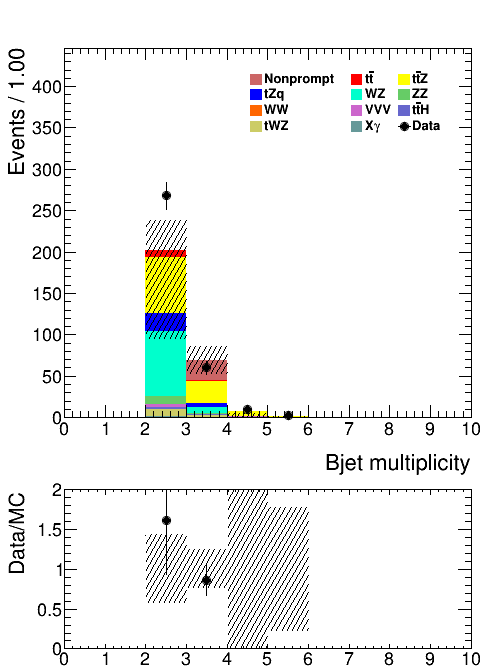 Events / 1.00
400
350
300
250
200
150
100
50
0
Nonprompt tt̄ tt̄Z
tZq WZ ZZ
WW VVV tt̄H
tWZ Xγ Data
0 1 2 3 4 5 6 7 8 9 10
Bjet multiplicity
Data/MC
2
1.5
1
0.5
0
0 1 2 3 4 5 6 7 8 9 10